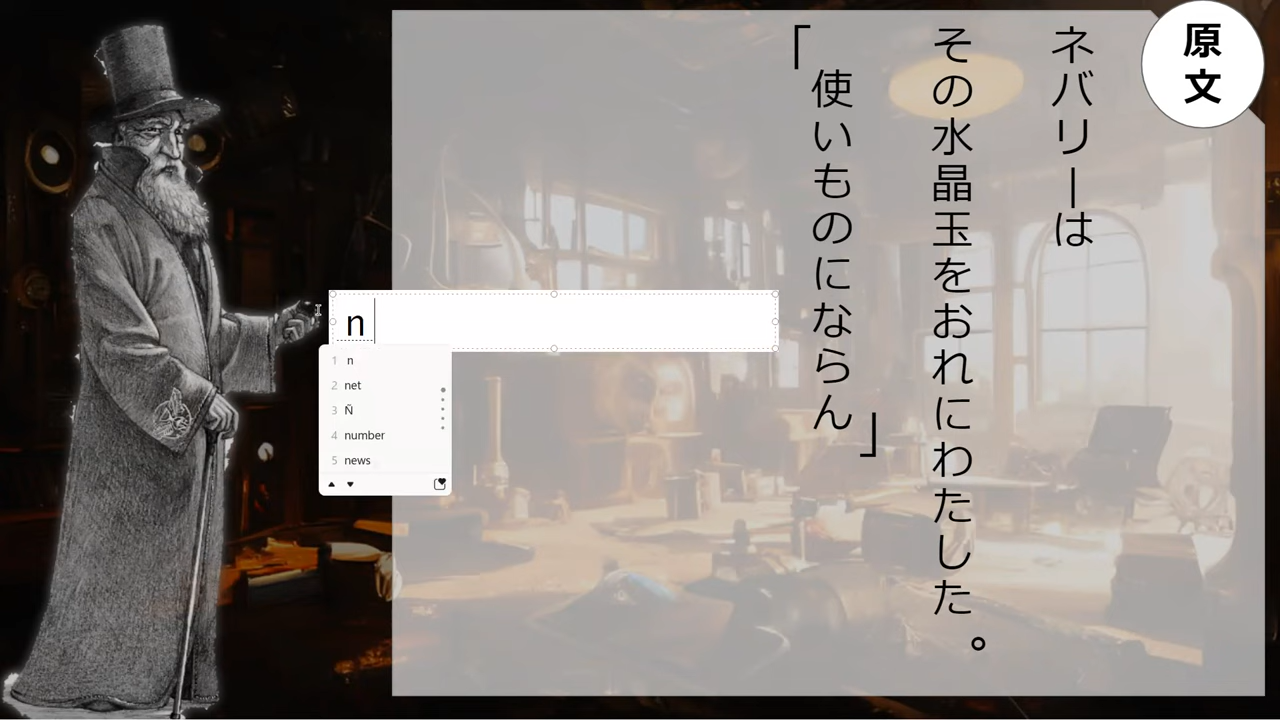 原文
ネバリーは
その水晶玉をおれにわたした。
「使いものにならん」
n
1 n
2 net
3 Ñ
4 number
5 news